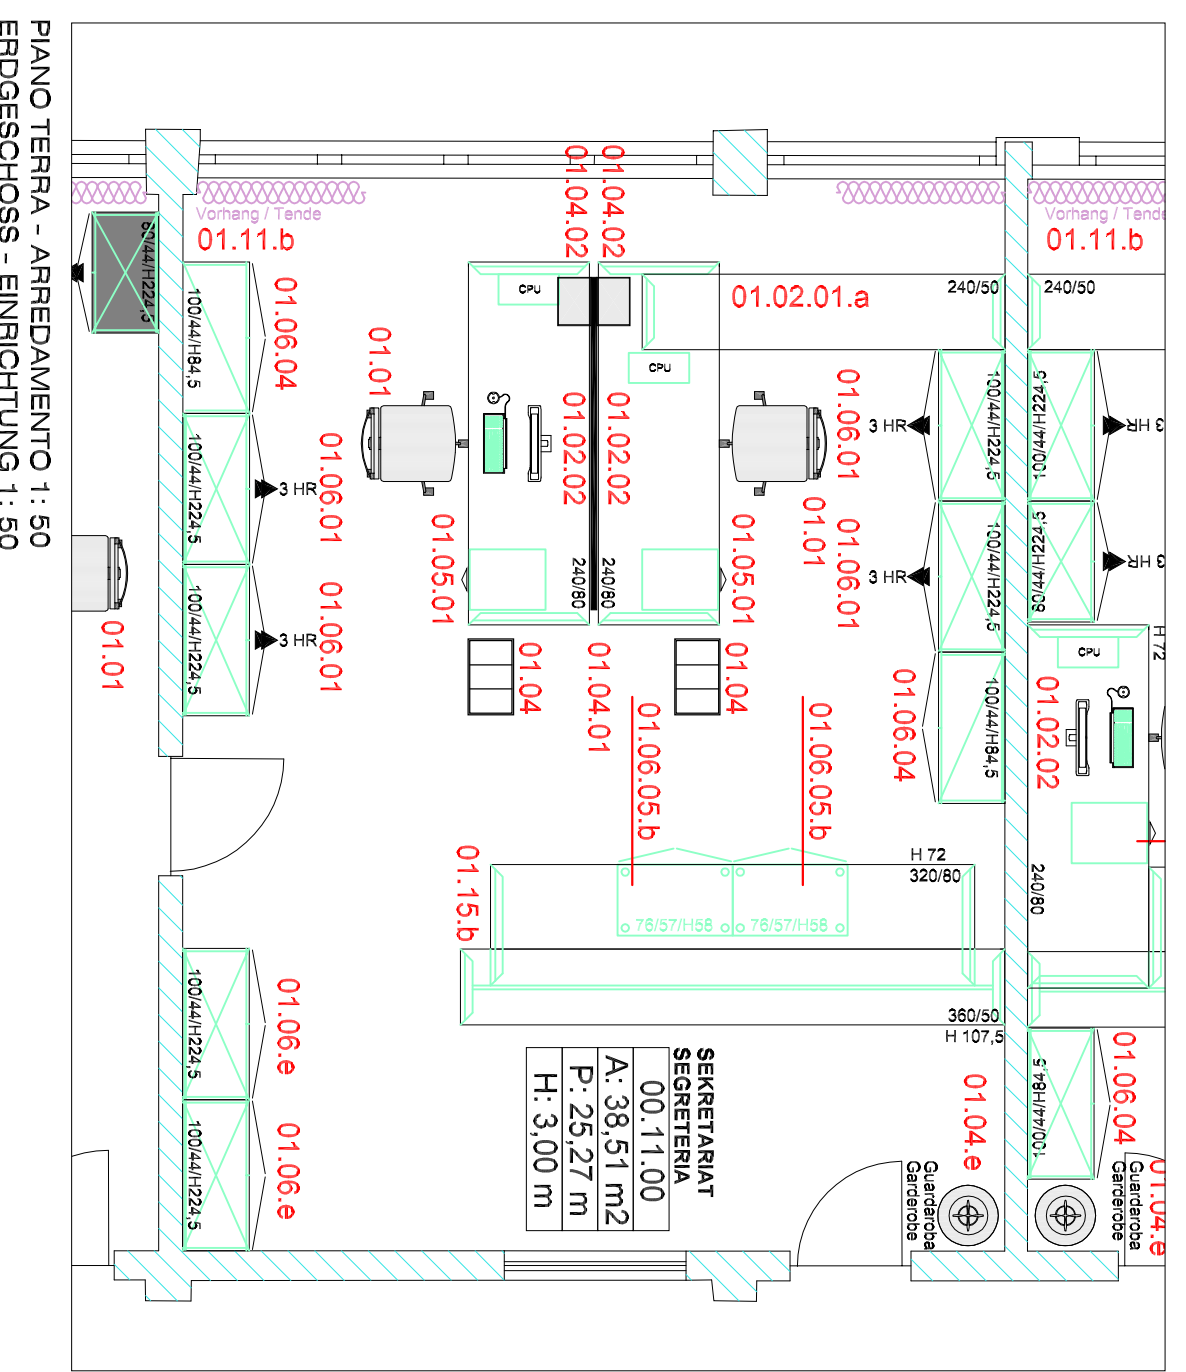 PIANO TERRA - ARREDAMENTO 1: 50
ERDGESCHOSS - EINRICHTUNG 1: 50
01.04.02
01.04.02
Vorhang / Tende
01.11.b
Vorhang / Tende
01.11.b
80/44/H224,5
100/44/H84,5
01.06.04
CPU
01.02.01.a
240/50
240/50
CPU
01.01
01.02.02
01.02.02
01.06.01
3 HR
100/44/H224,5
100/44/H224,5
3 HR
100/44/H224,5
3 HR
01.06.01
01.05.01
240/80
240/80
01.05.01
01.01
01.06.01
3 HR
100/44/H224,5
80/44/H224,5
3 HR
01.01
100/44/H224,5
3 HR
01.06.01
01.04
01.04.01
01.04
01.06.05.b
01.06.05.b
01.06.04
100/44/H84,5
CPU
H 72
01.02.02
01.15.b
H 72
320/80
76/57/H58
76/57/H58
240/80
360/50
H 107,5
100/44/H224,5
01.06.e
100/44/H224,5
01.06.e
SEKRETARIAT
SEGRETERIA
00.11.00
A: 38,51 m2
P: 25,27 m
H: 3,00 m
01.04.e
Guardaroba
Garderobe
100/44/H84,5
01.06.04
Guardaroba
Garderobe
01.04.e